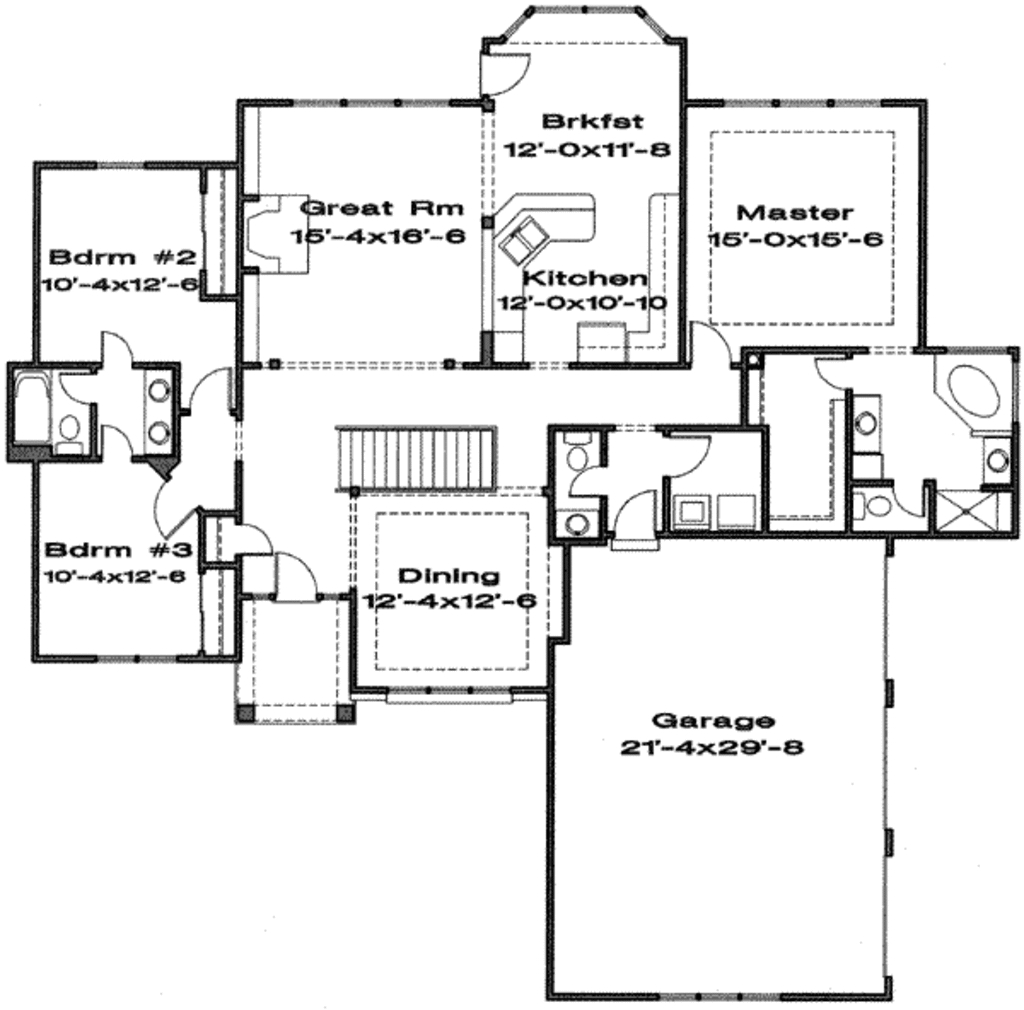 Brkfst
12'-0x11'-8
Great Rm
15'-4x16'-6
Master
15'-0x15'-6
Bdrm #2
10'-4x12'-6
Kitchen
12'-0x10'-10
Bdrm #3
10'-4x12'-6
Dining
12'-4x12'-6
Garage
21'-4x29'-8